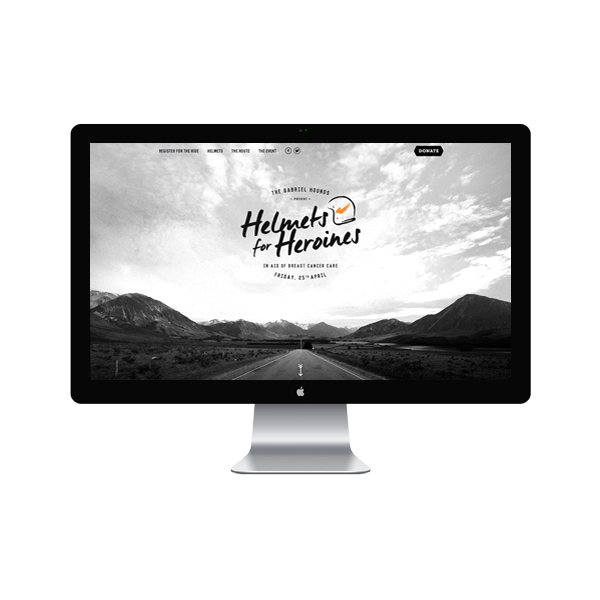 REGISTER FOR THE RIDE HELMETS THE ROUTE THE EVENT DONATE
THE GABRIEL HOUNDS
PRESENT
Helmets
for Heroines
IN AID OF BREAST CANCER CARE
FRIDAY, 25TH APRIL